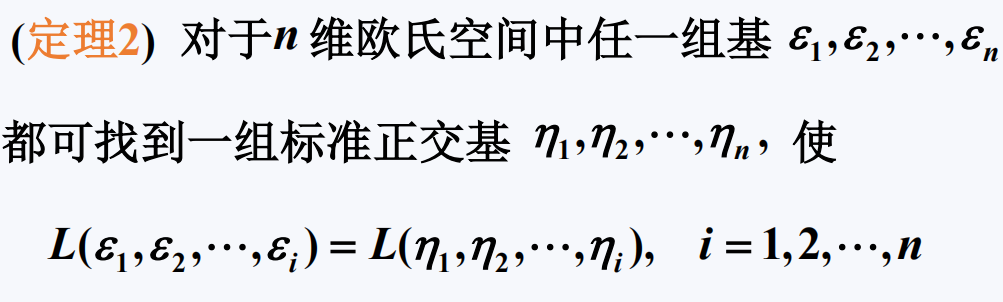 (定理2) 对于n 维欧氏空间中任一组基 ε₁,ε₂,⋯,εₙ
都可找到一组标准正交基 η₁,η₂,⋯,ηₙ, 使
L(ε₁,ε₂,⋯,εᵢ) = L(η₁,η₂,⋯,ηᵢ), i = 1,2,⋯,n